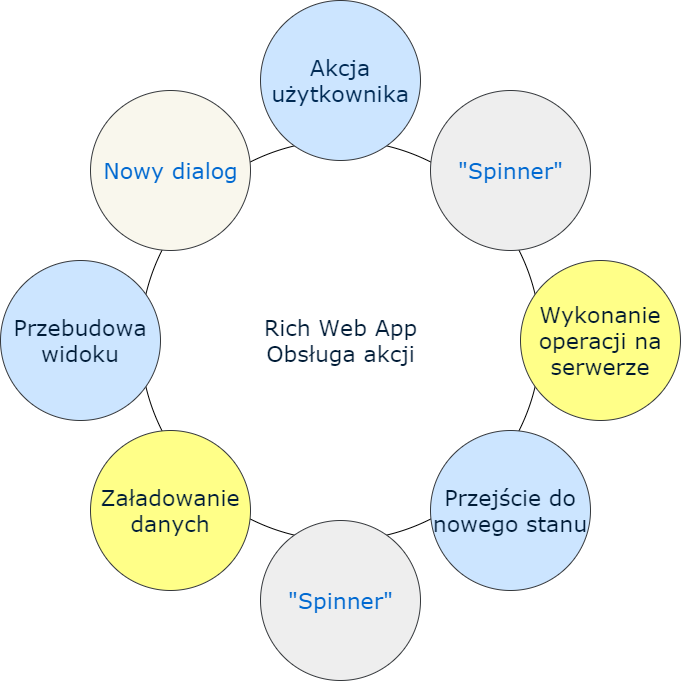 Akcja
użytkownika
"Spinner"
Wykonanie
operacji na
serwerze
Przejście do
nowego stanu
"Spinner"
Załadowanie
danych
Przebudowa
widoku
Nowy dialog
Rich Web App
Obsługa akcji